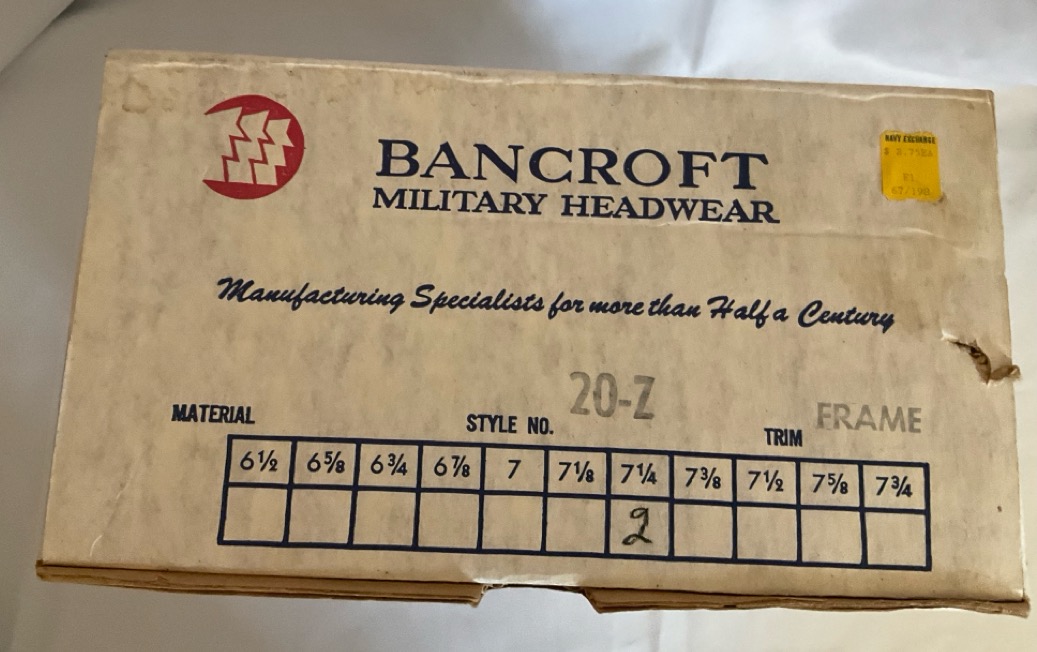 BANCROFT
MILITARY HEADWEAR
NAVY EXCHANGE
Manufacturing Specialists for more than Half a Century
MATERIAL STYLE NO. 20-Z TRIM FRAME
6½ 6⅝ 6¾ 6⅞ 7 7⅛ 7¼ 7⅜ 7½ 7⅝ 7¾
2